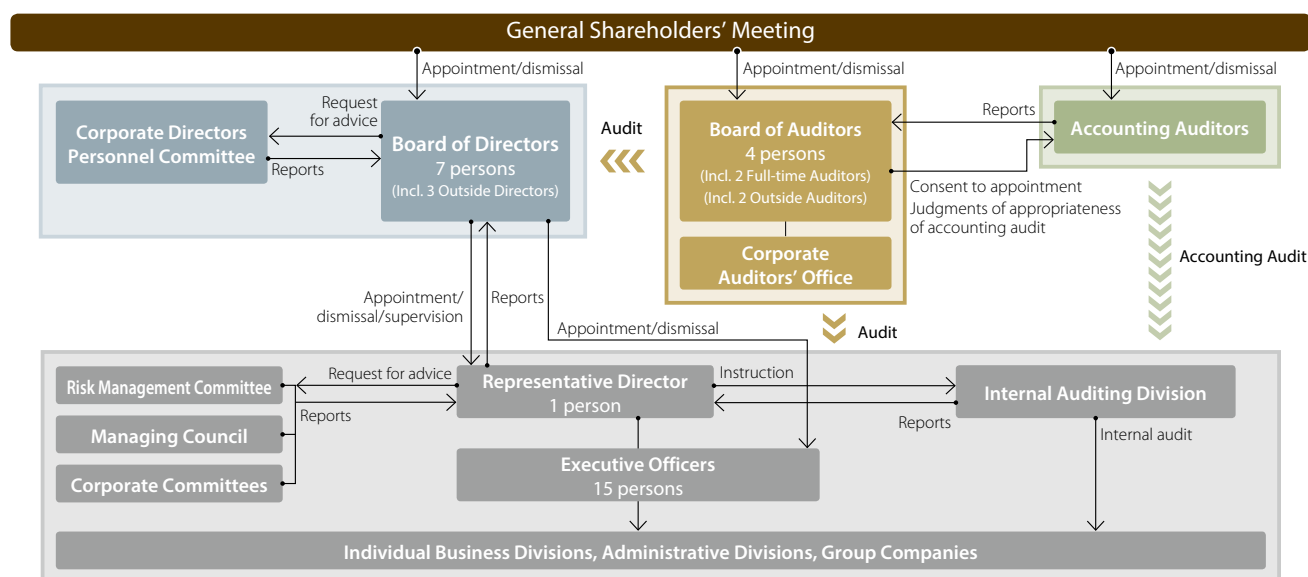 General Shareholders' Meeting
Appointment/dismissal
Appointment/dismissal
Appointment/dismissal
Corporate Directors
Personnel Committee
Request
for advice
Reports
Board of Directors
7 persons
(Incl. 3 Outside Directors)
Audit
Board of Auditors
4 persons
(Incl. 2 Full-time Auditors)
(Incl. 2 Outside Auditors)
Corporate
Auditors' Office
Reports
Consent to appointment
Judgments of appropriateness
of accounting audit
Accounting Auditors
Accounting Audit
Appointment/
dismissal/supervision
Reports
Appointment/dismissal
Audit
Risk Management Committee
Managing Council
Corporate Committees
Request for advice
Reports
Representative Director
1 person
Instruction
Reports
Internal Auditing Division
Internal audit
Executive Officers
15 persons
Individual Business Divisions, Administrative Divisions, Group Companies